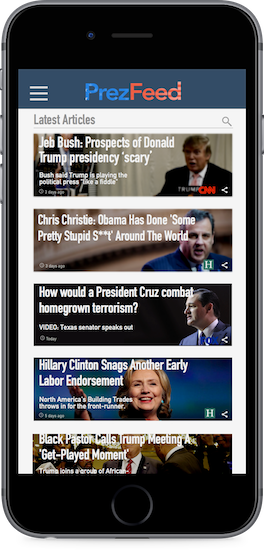 PrezFeed
Latest Articles
Jeb Bush: Prospects of Donald
Trump presidency 'scary'
Bush said Trump is playing the
political press "like a fiddle"
3 days ago
TRUMP CNN
Chris Christie: Obama Has Done 'Some
Pretty Stupid S**t' Around The World
3 days ago
H
How would a President Cruz combat
homegrown terrorism?
VIDEO: Texas senator speaks out
Today
Hillary Clinton Snags Another Early
Labor Endorsement
North America's Building Trades
throws in for the front-runner.
5 days ago
H
Black Pastor Calls Trump Meeting A
'Get-Played Moment'
Trump joins a group of African-